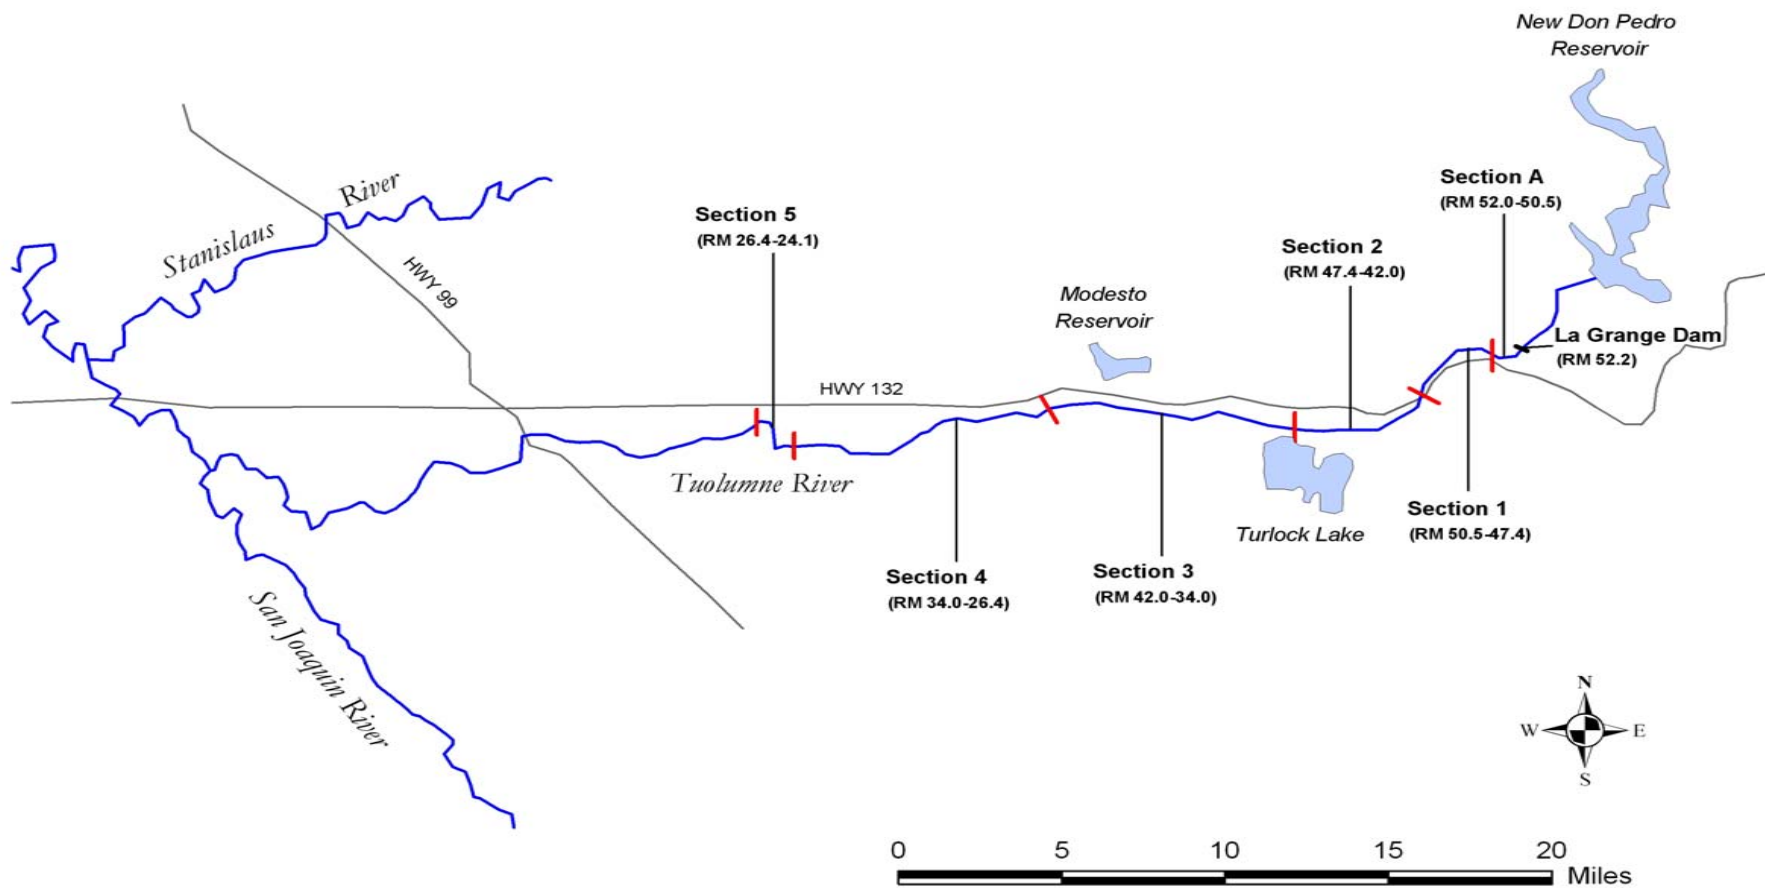 New Don Pedro
Reservoir
Section A
(RM 52.0-50.5)
River
Stanislaus
Section 5
(RM 26.4-24.1)
Section 2
(RM 47.4-42.0)
HWY 99
Modesto
Reservoir
La Grange Dam
(RM 52.2)
HWY 132
Tuolumne River
Section 1
(RM 50.5-47.4)
Turlock Lake
Section 4
(RM 34.0-26.4)
Section 3
(RM 42.0-34.0)
San Joaquin River
N
W
E
S
0 5 10 15 20
Miles